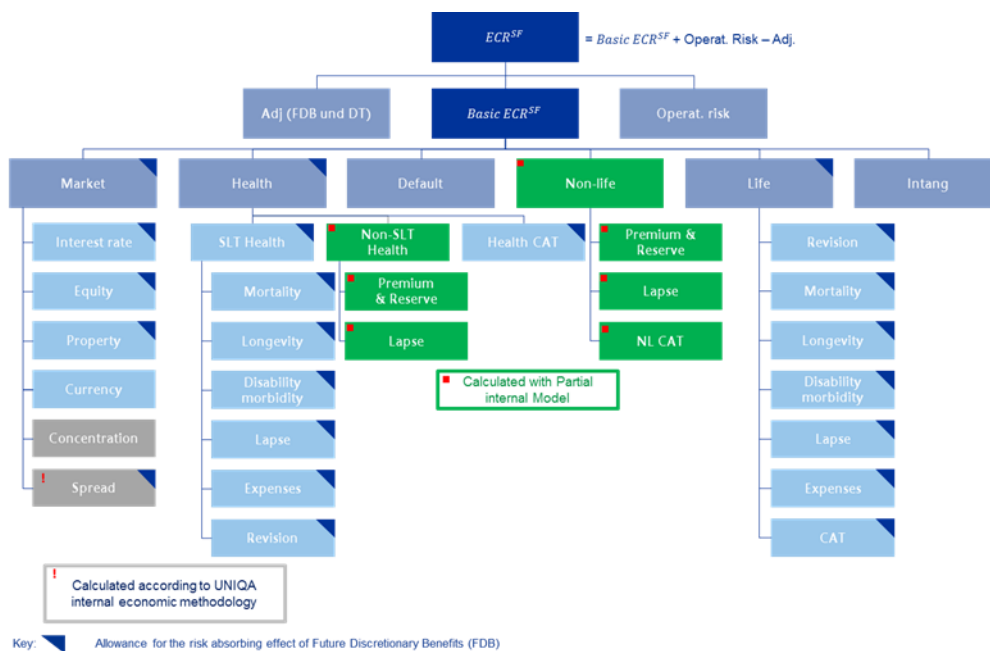 ECR^SF
= Basic ECR^SF + Operat. Risk – Adj.
Adj (FDB und DT)
Basic ECR^SF
Operat. risk
Market
Health
Default
Non-life
Life
Intang
Interest rate
Equity
Property
Currency
Concentration
!
Spread
SLT Health
Mortality
Longevity
Disability
morbidity
Lapse
Expenses
Revision
Non-SLT
Health
Premium
& Reserve
Lapse
Health CAT
Premium &
Reserve
Lapse
NL CAT
Revision
Mortality
Longevity
Disability
morbidity
Lapse
Expenses
CAT
Calculated with Partial
internal Model
!
Calculated according to UNIQA
internal economic methodology
Key:
Allowance for the risk absorbing effect of Future Discretionary Benefits (FDB)